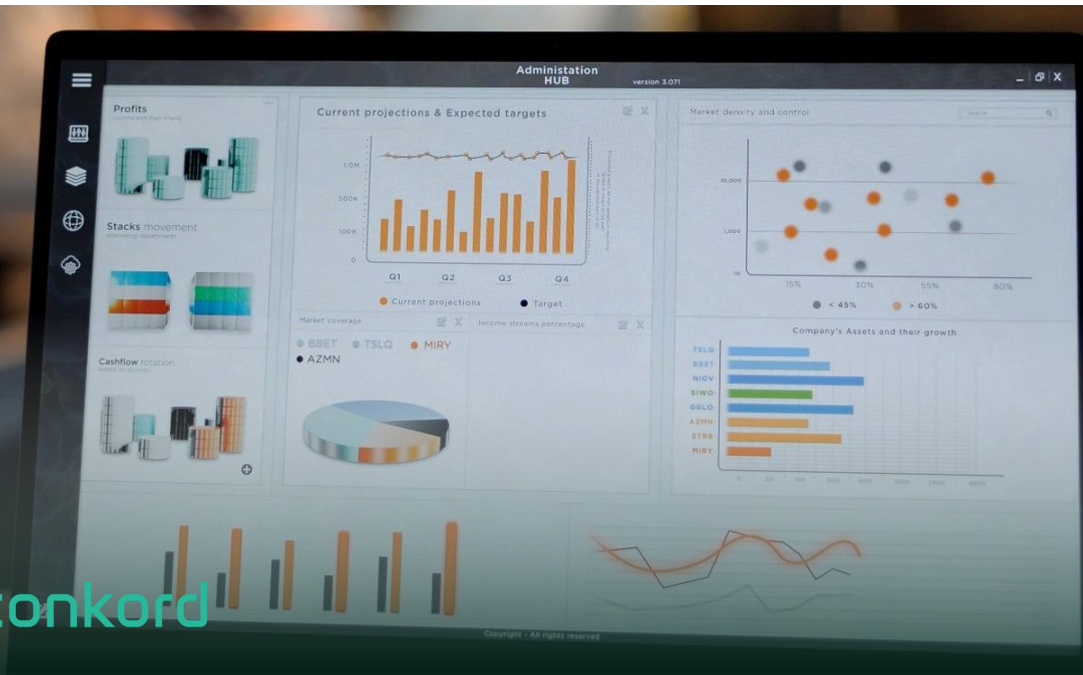 Administation
HUB
version 3.071
X
Profits
Stacks movement
Cashflow rotation
Current projections & Expected targets
1.0M
500K
100K
0
Q1 Q2 Q3 Q4
Current projections Target
Market coverage
BBET TSLQ MIRY
AZMN
Income streams percentage
Market density and control
Search
10,000
1,000
10
15% 30% 55% 80%
< 45% > 60%
Company's Assets and their growth
TSLQ
BBET
NIOV
SIWO
GGLO
AZMN
STRB
MIRY
Copyright - All rights reserved
conkord